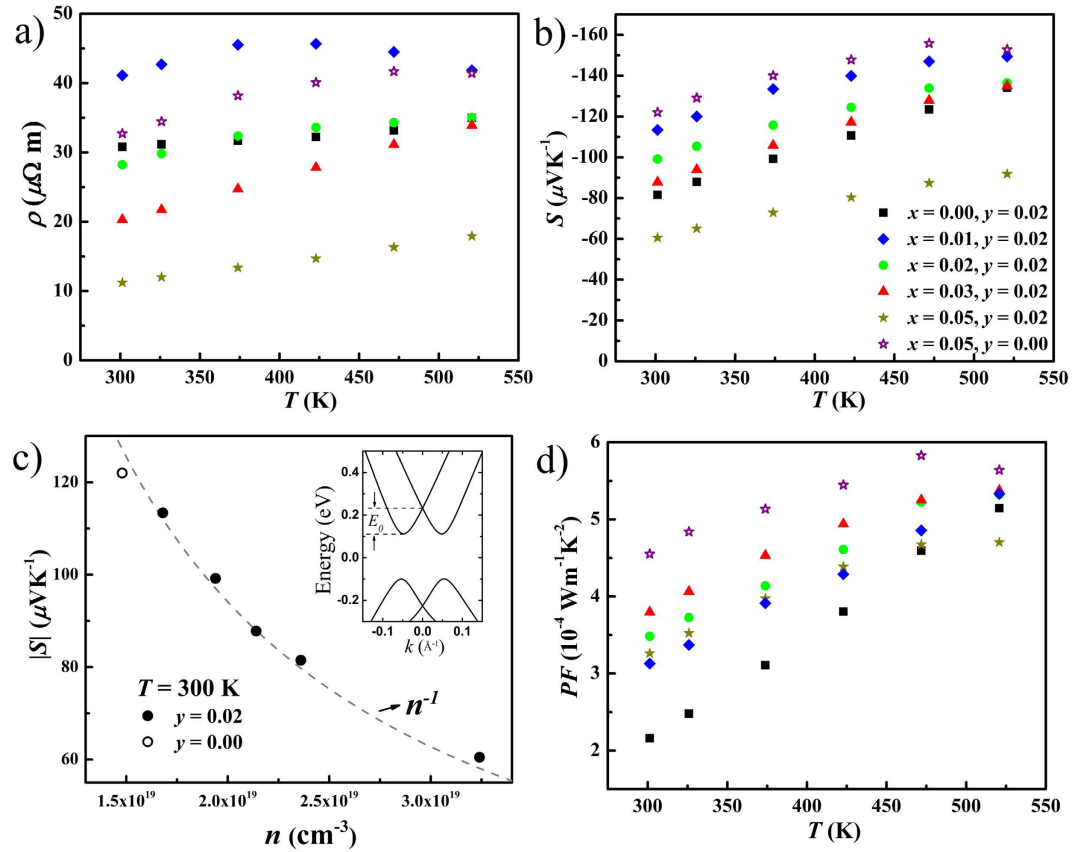 a)
50
40
30
20
10
0
ρ (μΩ m)
300 350 400 450 500 550
T (K)
b)
-160
-140
-120
-100
-80
-60
-40
-20
0
S (μVK⁻¹)
x = 0.00, y = 0.02
x = 0.01, y = 0.02
x = 0.02, y = 0.02
x = 0.03, y = 0.02
x = 0.05, y = 0.02
x = 0.05, y = 0.00
300 350 400 450 500 550
T (K)
c)
120
100
80
60
|S| (μVK⁻¹)
0.4
0.2
0.0
-0.2
Energy (eV)
E₀
-0.1 0.0 0.1
k (Å⁻¹)
T = 300 K
y = 0.02
y = 0.00
n⁻¹
1.5x10¹⁹ 2.0x10¹⁹ 2.5x10¹⁹ 3.0x10¹⁹
n (cm⁻³)
d)
6
5
4
3
2
PF (10⁻⁴ Wm⁻¹K⁻²)
300 350 400 450 500 550
T (K)